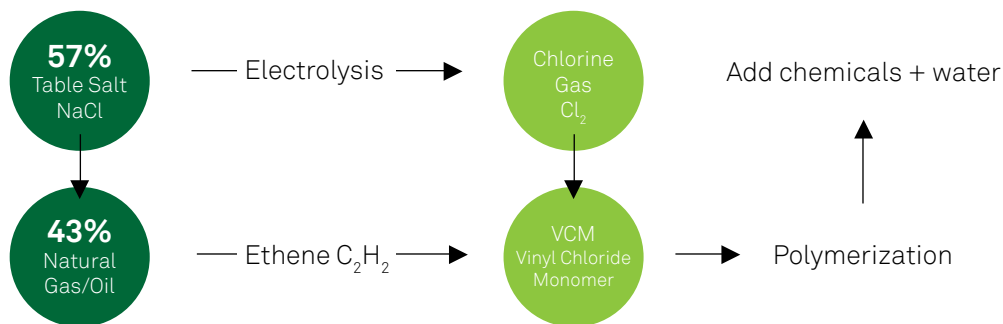 57%
Table Salt
NaCl
Electrolysis
Chlorine
Gas
Cl₂
Add chemicals + water
43%
Natural
Gas/Oil
Ethene C₂H₂
VCM
Vinyl Chloride
Monomer
Polymerization